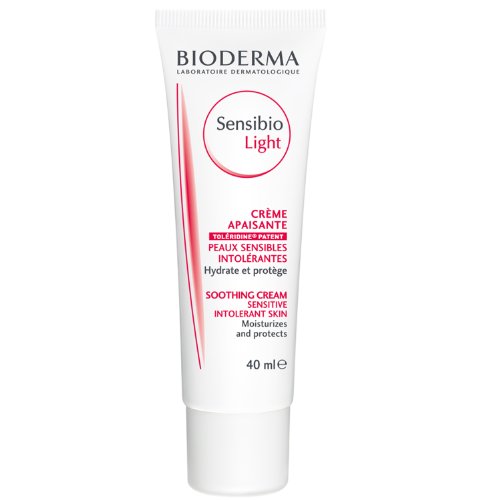 BIODERMA
LABORATOIRE DERMATOLOGIQUE
Sensibio
Light
CRÈME
APAISANTE
TOLÉRIDINE® PATENT
PEAUX SENSIBLES
INTOLÉRANTES
Hydrate et protège
SOOTHING CREAM
SENSITIVE
INTOLERANT SKIN
Moisturizes
and protects
40 ml℮